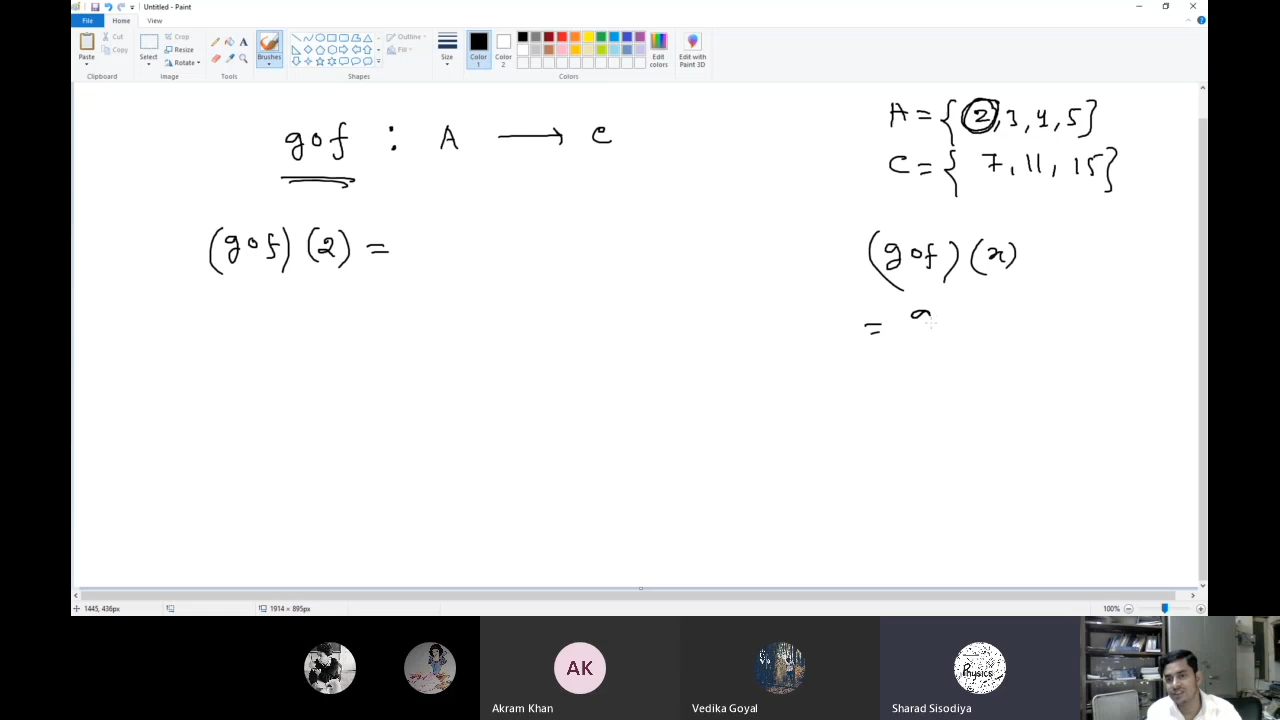 Untitled - Paint
File Home View
Paste
Cut
Copy
Clipboard
Select
Crop
Resize
Rotate
Image
Tools
Brushes
Outline
Fill
Shapes
Size
Color 1
Color 2
Edit colors
Edit with Paint 3D
Colors
A = { 2, 3, 4, 5}
gof : A → C
C = { 7, 11, 15}
(gof) (2) =
(gof) (x)
=
1445, 436px
1914 × 895px
100%
AK
Physics
Akram Khan
Vedika Goyal
Sharad Sisodiya